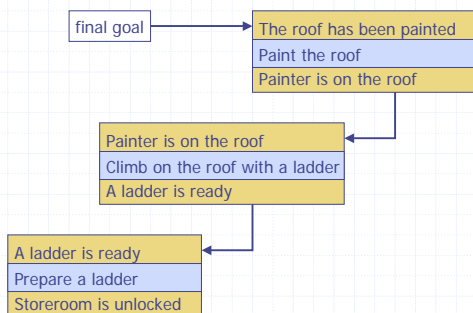 final goal
The roof has been painted
Paint the roof
Painter is on the roof
Painter is on the roof
Climb on the roof with a ladder
A ladder is ready
A ladder is ready
Prepare a ladder
Storeroom is unlocked